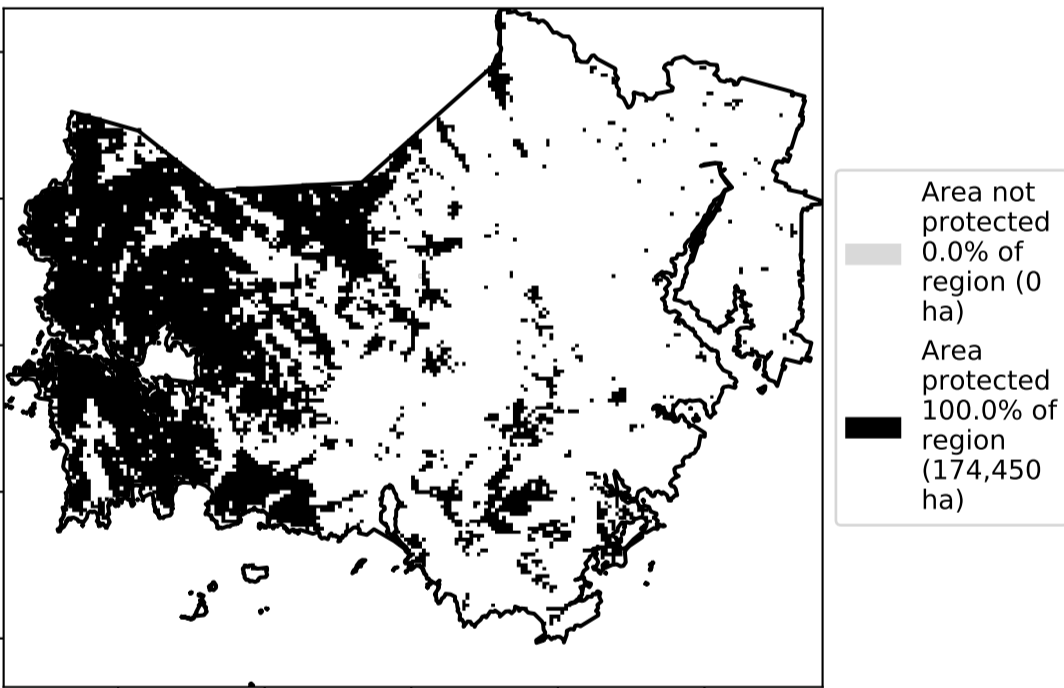 Area not
protected
0.0% of
region (0
ha)
Area
protected
100.0% of
region
(174,450
ha)